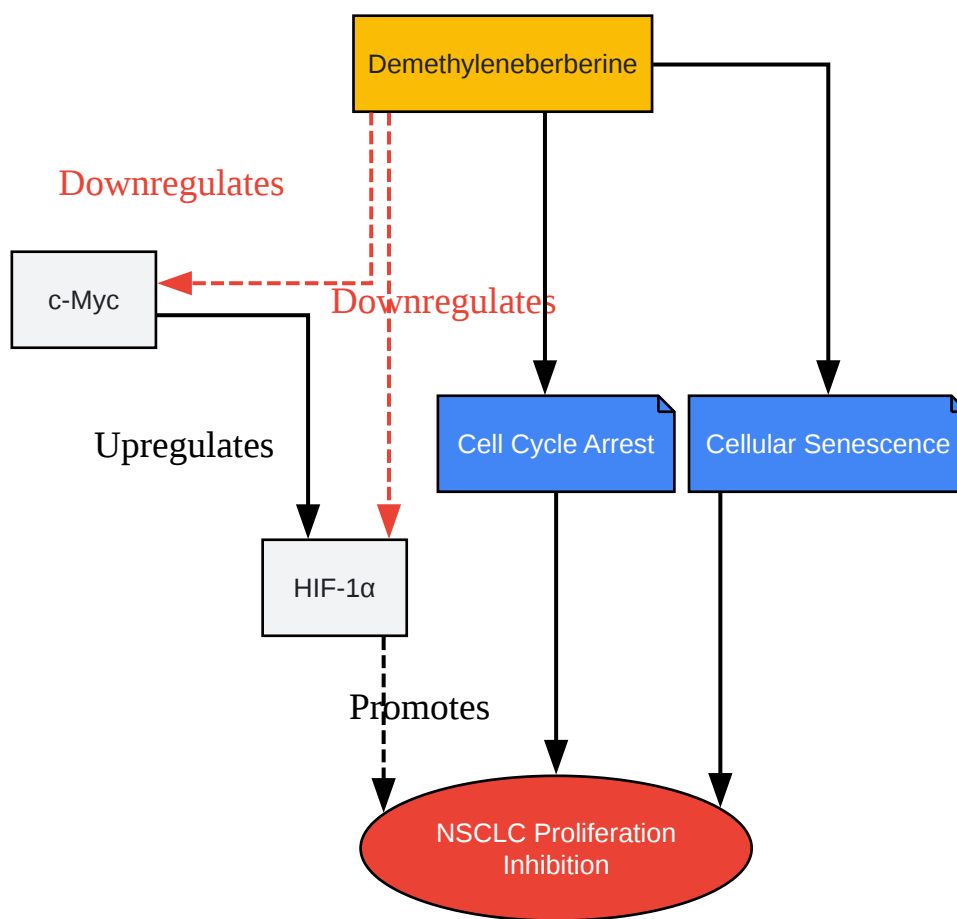 Demethyleneberberine
Downregulates
c-Myc
Downregulates
Upregulates
Cell Cycle Arrest
Cellular Senescence
HIF-1α
Promotes
NSCLC Proliferation
Inhibition